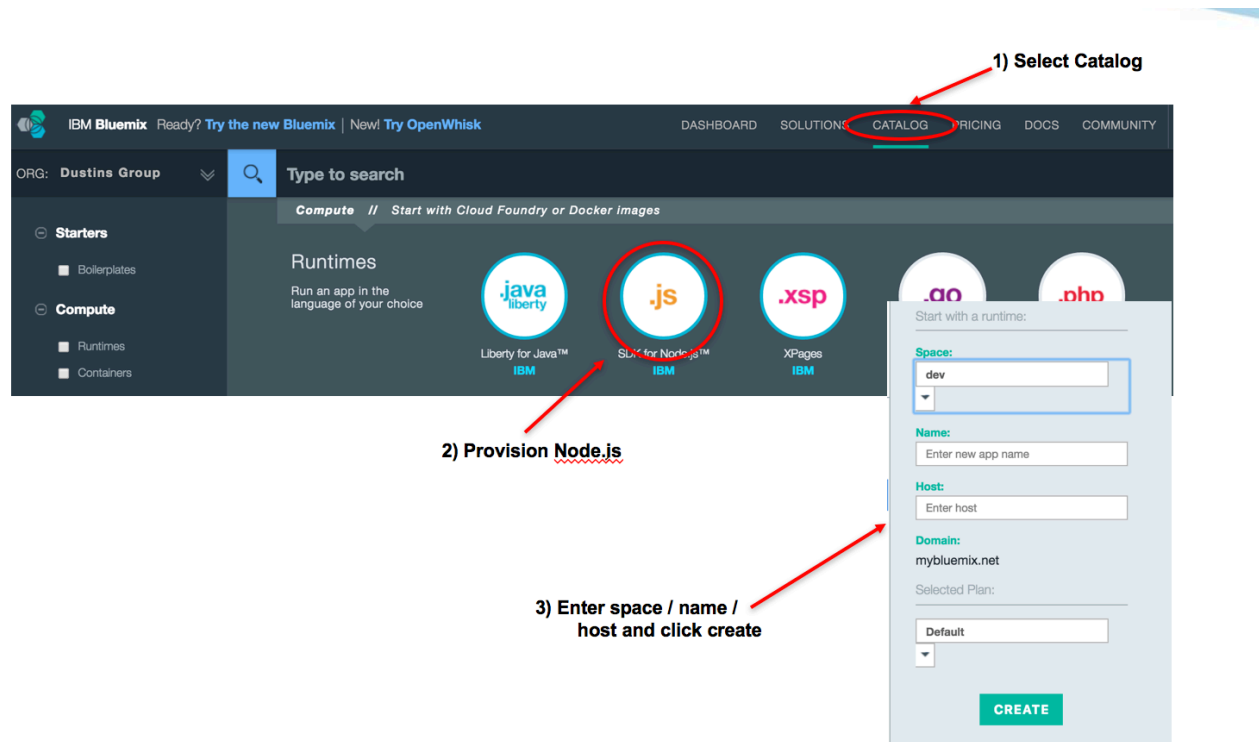 1) Select Catalog
IBM Bluemix Ready? Try the new Bluemix | New! Try OpenWhisk
DASHBOARD SOLUTIONS CATALOG PRICING DOCS COMMUNITY
ORG: Dustins Group
Type to search
Compute // Start with Cloud Foundry or Docker images
Starters
Boilerplates
Compute
Runtimes
Containers
Runtimes
Run an app in the
language of your choice
.java
liberty
Liberty for Java™
IBM
.js
SDK for Node.js™
IBM
.xsp
XPages
IBM
.go
.php
2) Provision Node.js
Start with a runtime:
Space:
dev
Name:
Enter new app name
Host:
Enter host
Domain:
mybluemix.net
Selected Plan:
Default
CREATE
3) Enter space / name /
host and click create